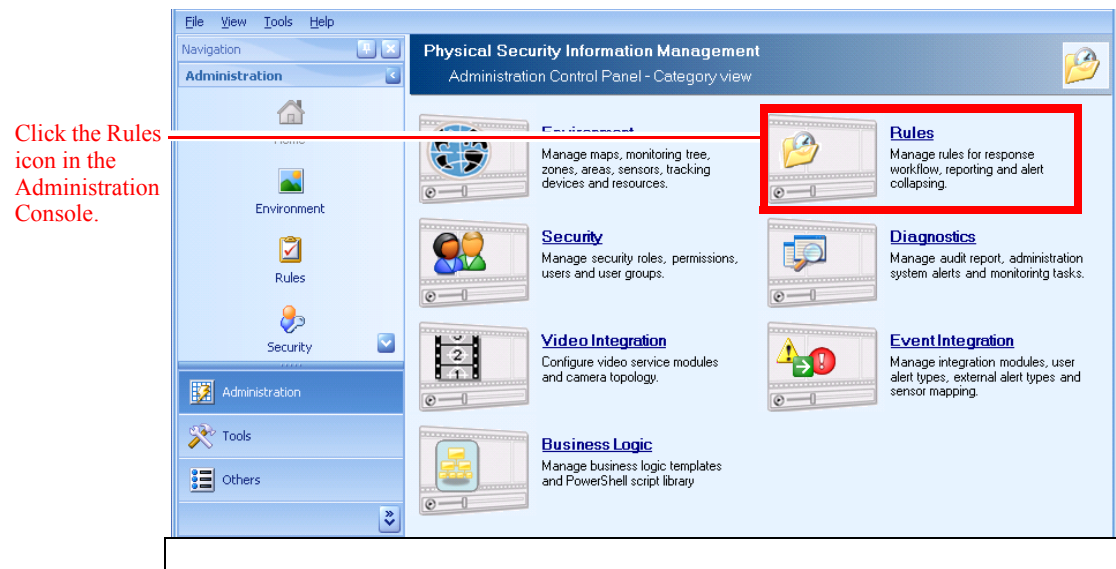 File View Tools Help
Navigation
Administration
Home
Environment
Rules
Security
Administration
Tools
Others
Click the Rules
icon in the
Administration
Console.
Physical Security Information Management
Administration Control Panel - Category view
Environment
Manage maps, monitoring tree,
zones, areas, sensors, tracking
devices and resources.
Rules
Manage rules for response
workflow, reporting and alert
collapsing.
Security
Manage security roles, permissions,
users and user groups.
Diagnostics
Manage audit report, administration
system alerts and monitorintg tasks.
Video Integration
Configure video service modules
and camera topology.
Event Integration
Manage integration modules, user
alert types, external alert types and
sensor mapping.
Business Logic
Manage business logic templates
and PowerShell script library